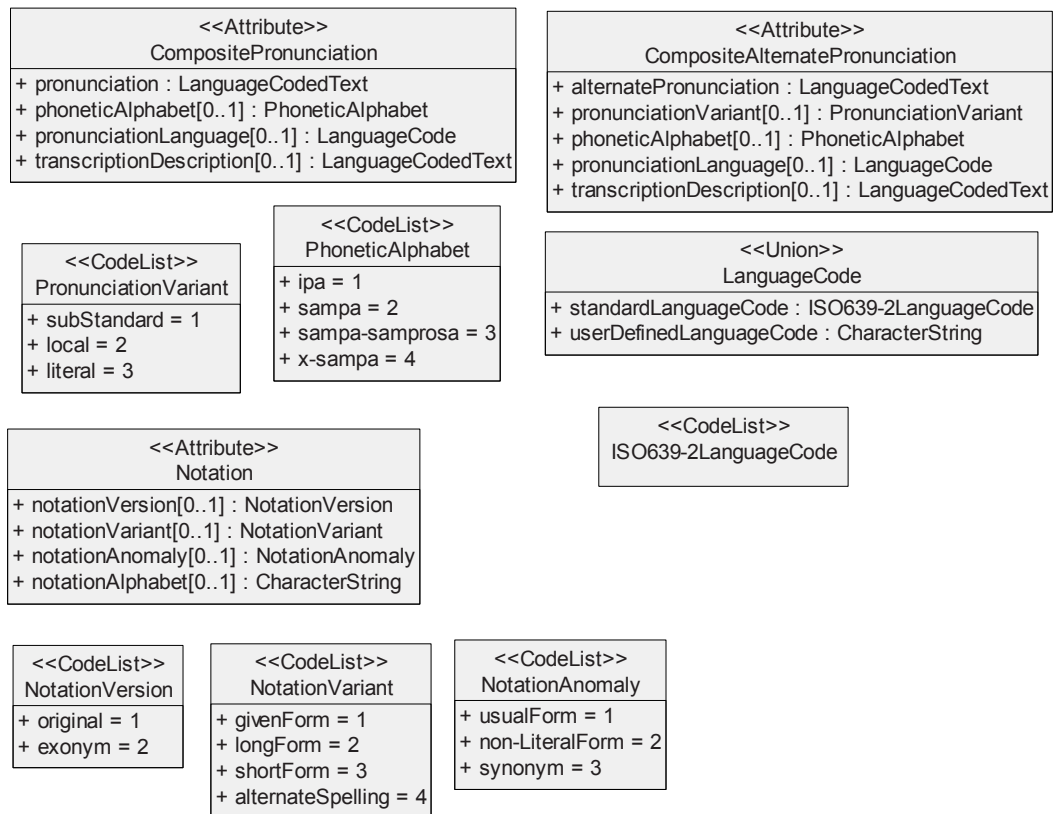 <<Attribute>>
CompositePronunciation
+ pronunciation : LanguageCodedText
+ phoneticAlphabet[0..1] : PhoneticAlphabet
+ pronunciationLanguage[0..1] : LanguageCode
+ transcriptionDescription[0..1] : LanguageCodedText
<<Attribute>>
CompositeAlternatePronunciation
+ alternatePronunciation : LanguageCodedText
+ pronunciationVariant[0..1] : PronunciationVariant
+ phoneticAlphabet[0..1] : PhoneticAlphabet
+ pronunciationLanguage[0..1] : LanguageCode
+ transcriptionDescription[0..1] : LanguageCodedText
<<CodeList>>
PronunciationVariant
+ subStandard = 1
+ local = 2
+ literal = 3
<<CodeList>>
PhoneticAlphabet
+ ipa = 1
+ sampa = 2
+ sampa-samprosa = 3
+ x-sampa = 4
<<Union>>
LanguageCode
+ standardLanguageCode : ISO639-2LanguageCode
+ userDefinedLanguageCode : CharacterString
<<CodeList>>
ISO639-2LanguageCode
<<Attribute>>
Notation
+ notationVersion[0..1] : NotationVersion
+ notationVariant[0..1] : NotationVariant
+ notationAnomaly[0..1] : NotationAnomaly
+ notationAlphabet[0..1] : CharacterString
<<CodeList>>
NotationVersion
+ original = 1
+ exonym = 2
<<CodeList>>
NotationVariant
+ givenForm = 1
+ longForm = 2
+ shortForm = 3
+ alternateSpelling = 4
<<CodeList>>
NotationAnomaly
+ usualForm = 1
+ non-LiteralForm = 2
+ synonym = 3